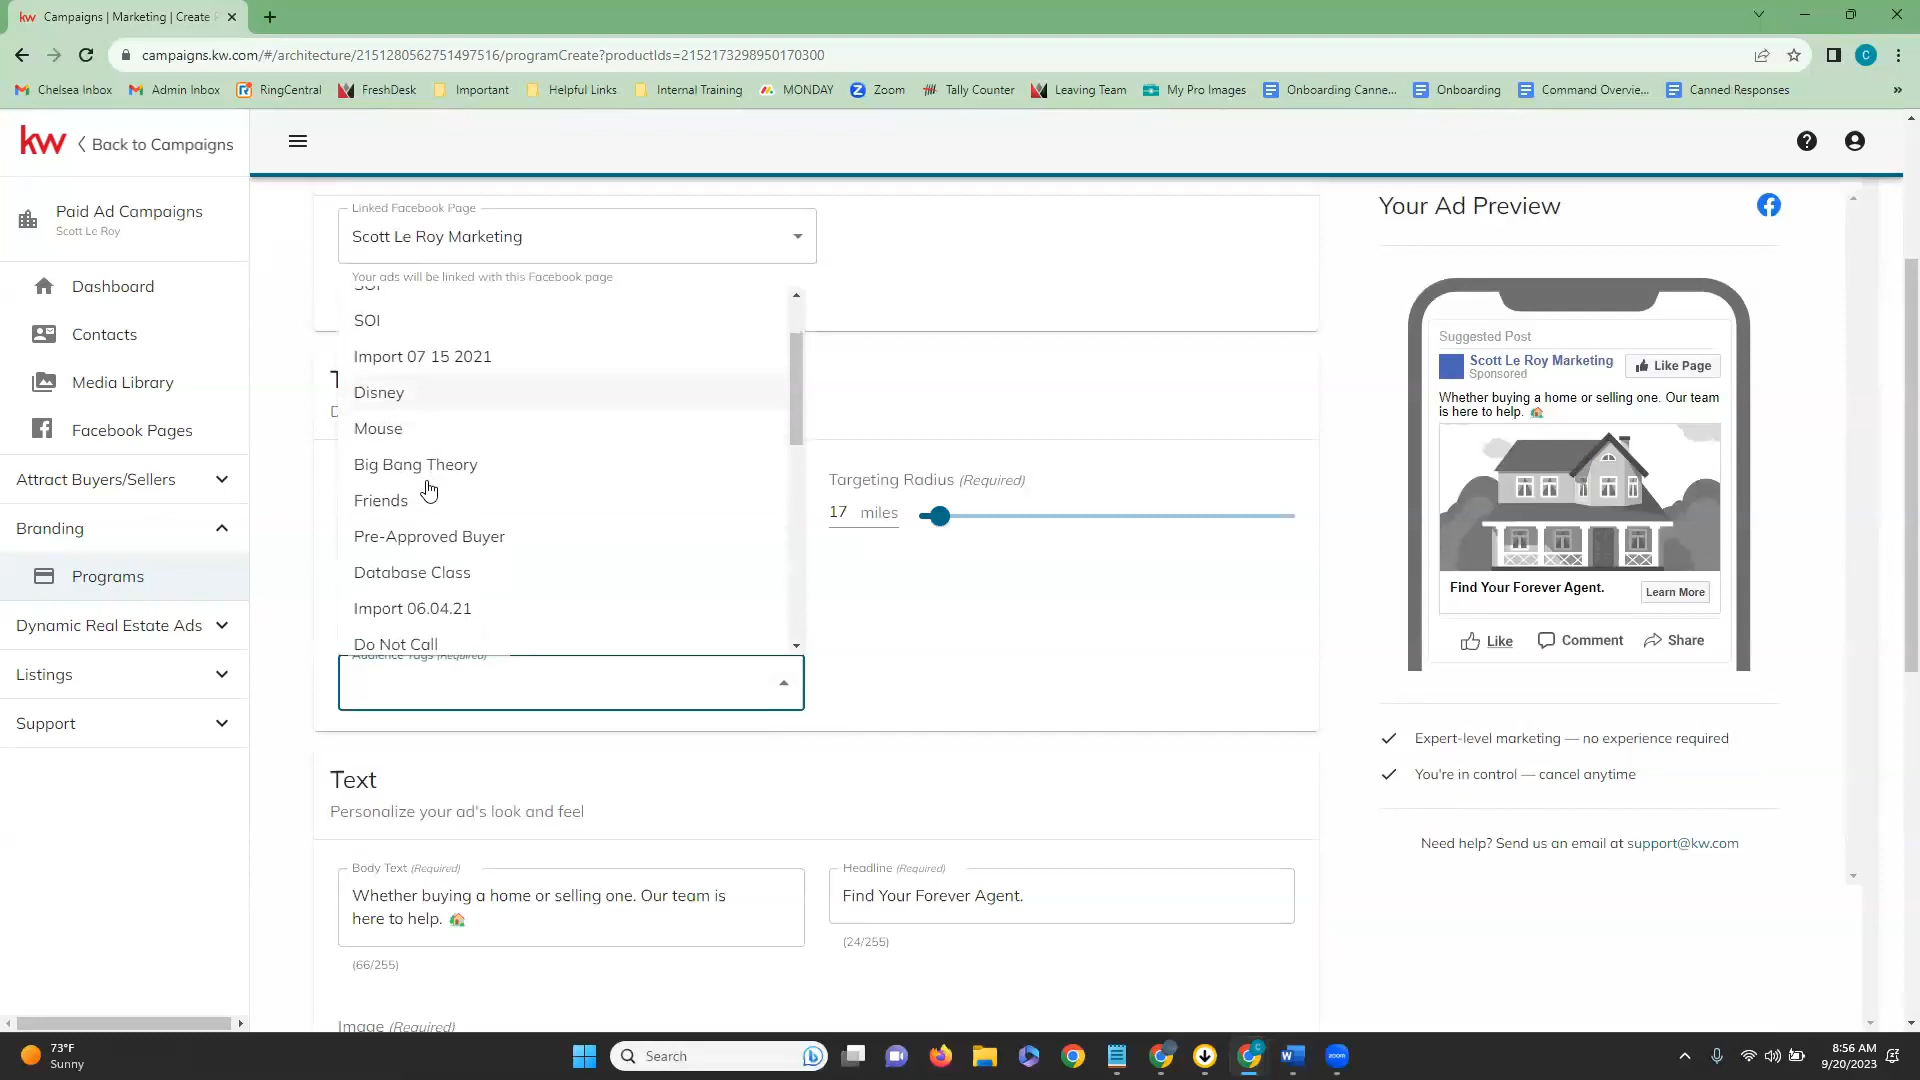 kw Campaigns | Marketing | Create
campaigns.kw.com/#/architecture/2151280562751497516/programCreate?productIds=2152173298950170300
C
Chelsea Inbox
Admin Inbox
RingCentral
FreshDesk
Important
Helpful Links
Internal Training
MONDAY
Zoom
Tally Counter
Leaving Team
My Pro Images
Onboarding Canne...
Onboarding
Command Overvie...
Canned Responses
»
kw Back to Campaigns
Paid Ad Campaigns
Scott Le Roy
Dashboard
Contacts
Media Library
Facebook Pages
Attract Buyers/Sellers
Branding
Programs
Dynamic Real Estate Ads
Listings
Support
Linked Facebook Page
Scott Le Roy Marketing
Your ads will be linked with this Facebook page
SOI
SOI
Import 07 15 2021
Disney
Mouse
Big Bang Theory
Friends
Pre-Approved Buyer
Database Class
Import 06.04.21
Do Not Call
Audience Tags (Required)
Targeting Radius (Required)
17 miles
Text
Personalize your ad's look and feel
Body Text (Required)
Whether buying a home or selling one. Our team is
here to help. 🏡
(66/255)
Headline (Required)
Find Your Forever Agent.
(24/255)
Image (Required)
Your Ad Preview
Suggested Post
Scott Le Roy Marketing
Sponsored
Like Page
Whether buying a home or selling one. Our team
is here to help. 🏡
Find Your Forever Agent.
Learn More
Like
Comment
Share
Expert-level marketing — no experience required
You're in control — cancel anytime
Need help? Send us an email at support@kw.com
73°F
Sunny
Search
zoom
8:56 AM
9/20/2023